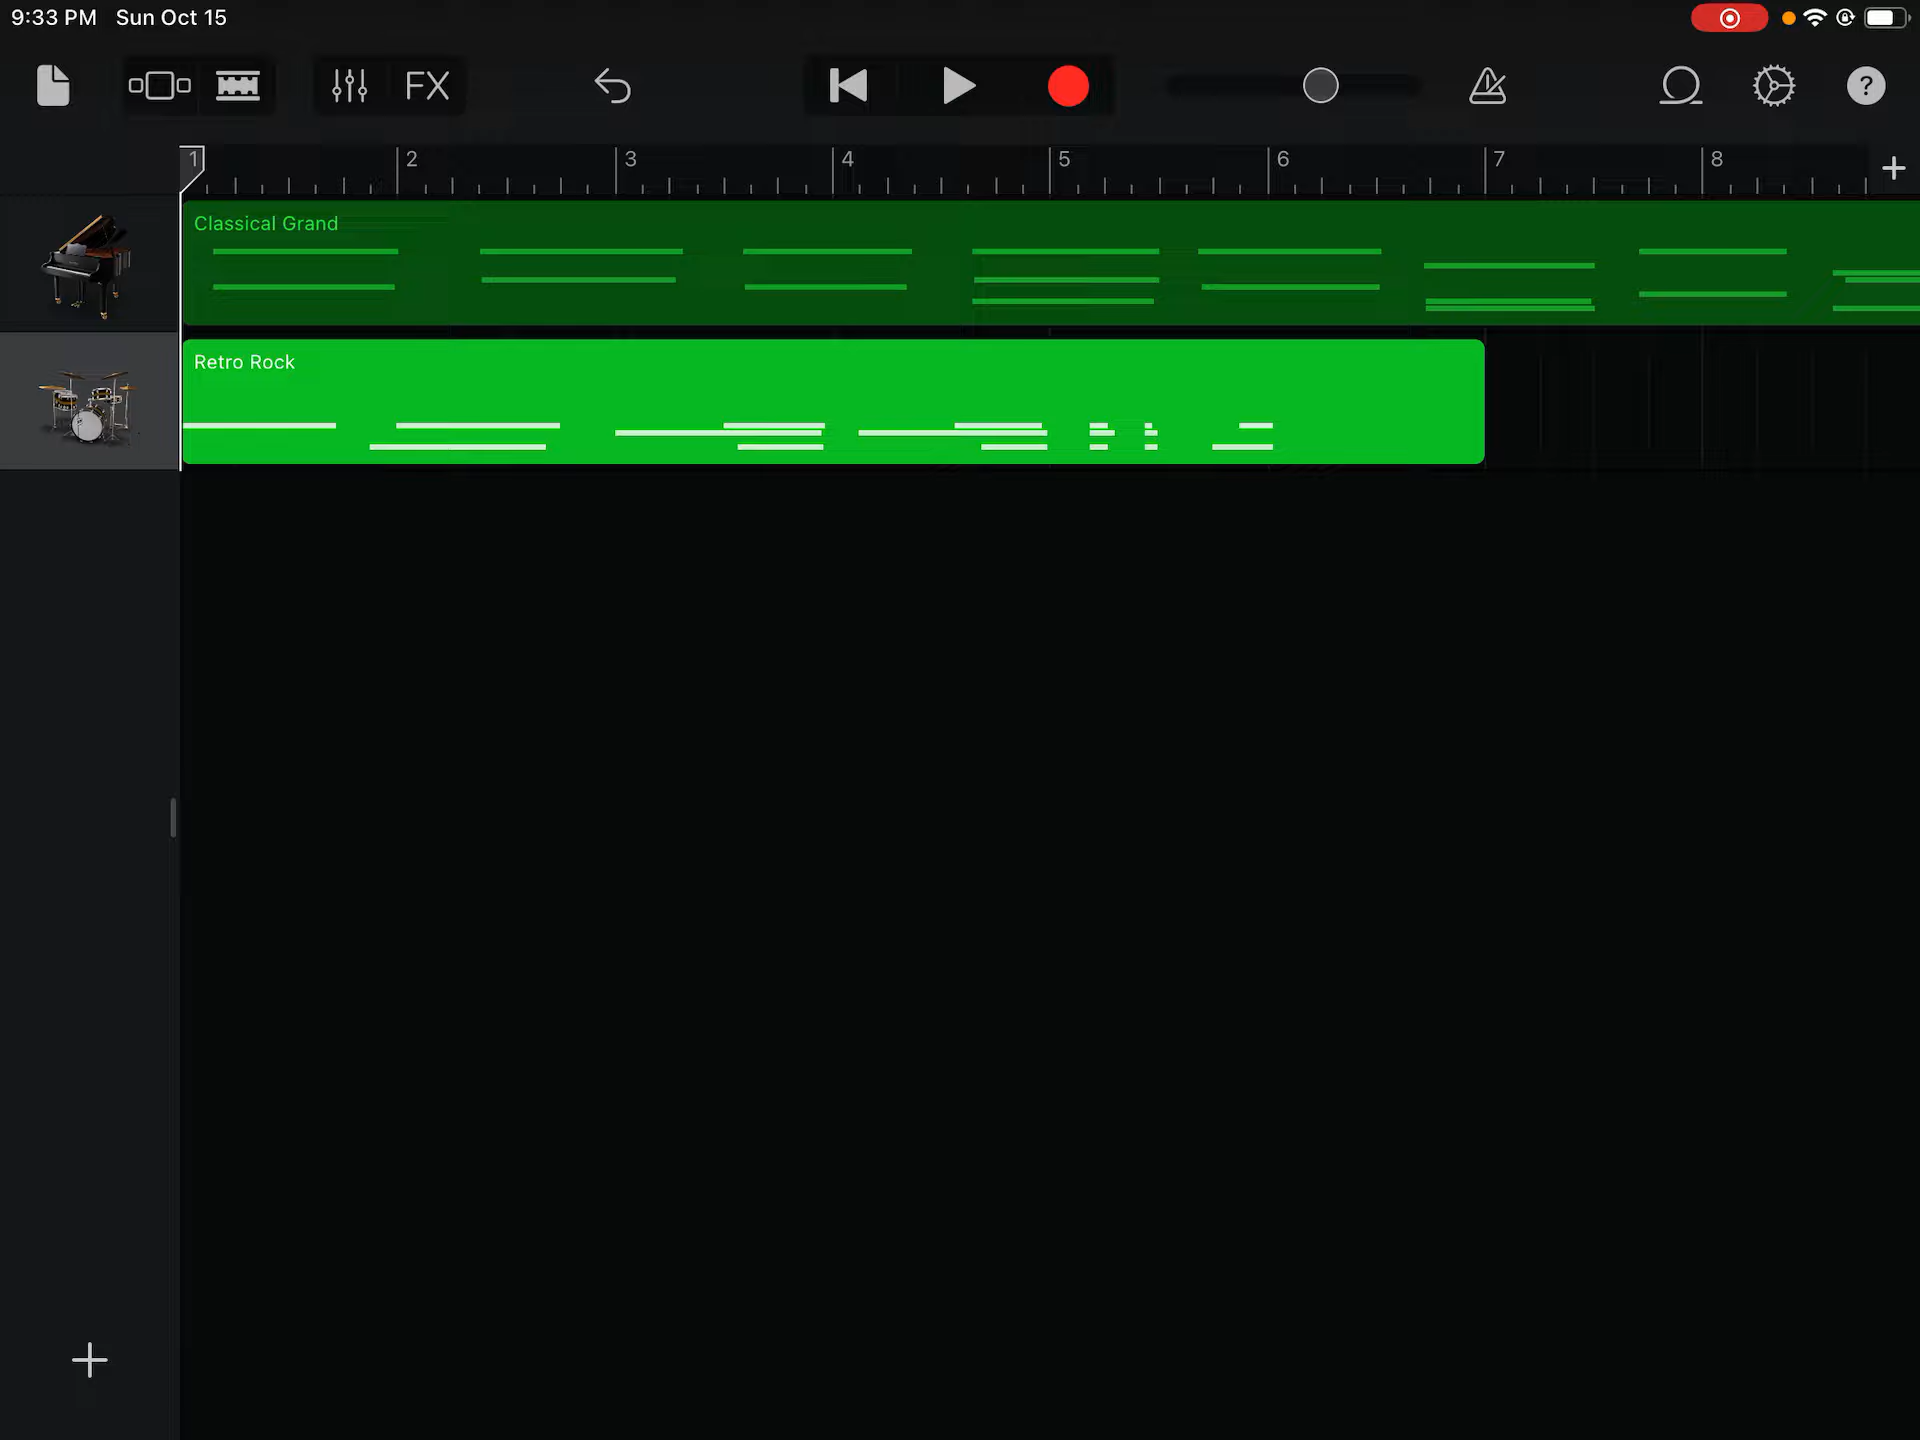 9:33 PM Sun Oct 15
FX
?
1 2 3 4 5 6 7 8
Classical Grand
Retro Rock